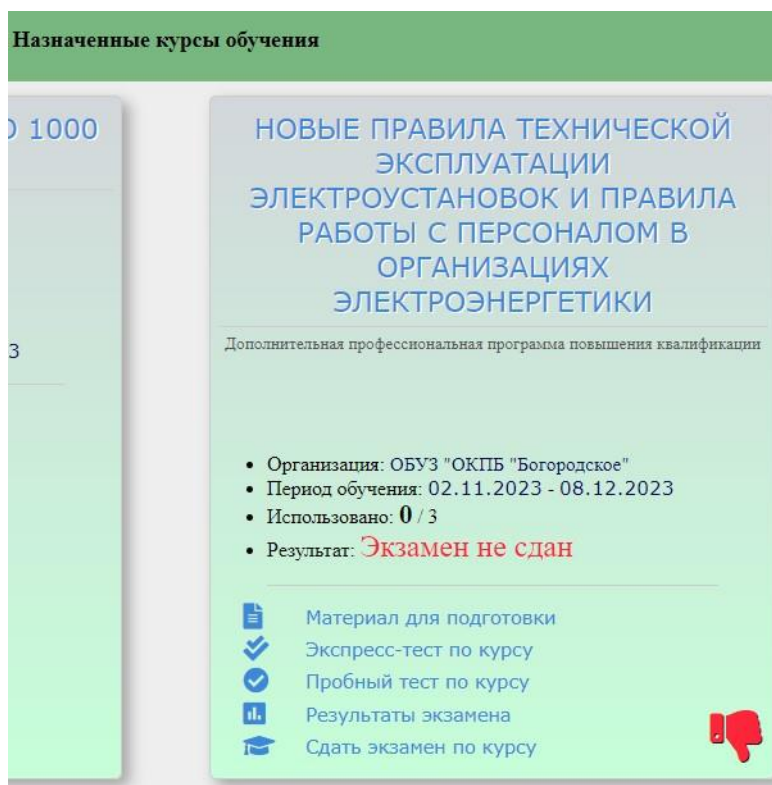 Назначенные курсы обучения
О 1000
НОВЫЕ ПРАВИЛА ТЕХНИЧЕСКОЙ
ЭКСПЛУАТАЦИИ
ЭЛЕКТРОУСТАНОВОК И ПРАВИЛА
РАБОТЫ С ПЕРСОНАЛОМ В
ОРГАНИЗАЦИЯХ
ЭЛЕКТРОЭНЕРГЕТИКИ
Дополнительная профессиональная программа повышения квалификации
3
Организация: ОБУЗ "ОКПБ "Богородское"
Период обучения: 02.11.2023 - 08.12.2023
Использовано: 0 / 3
Результат: Экзамен не сдан
Материал для подготовки
Экспресс-тест по курсу
Пробный тест по курсу
Результаты экзамена
Сдать экзамен по курсу